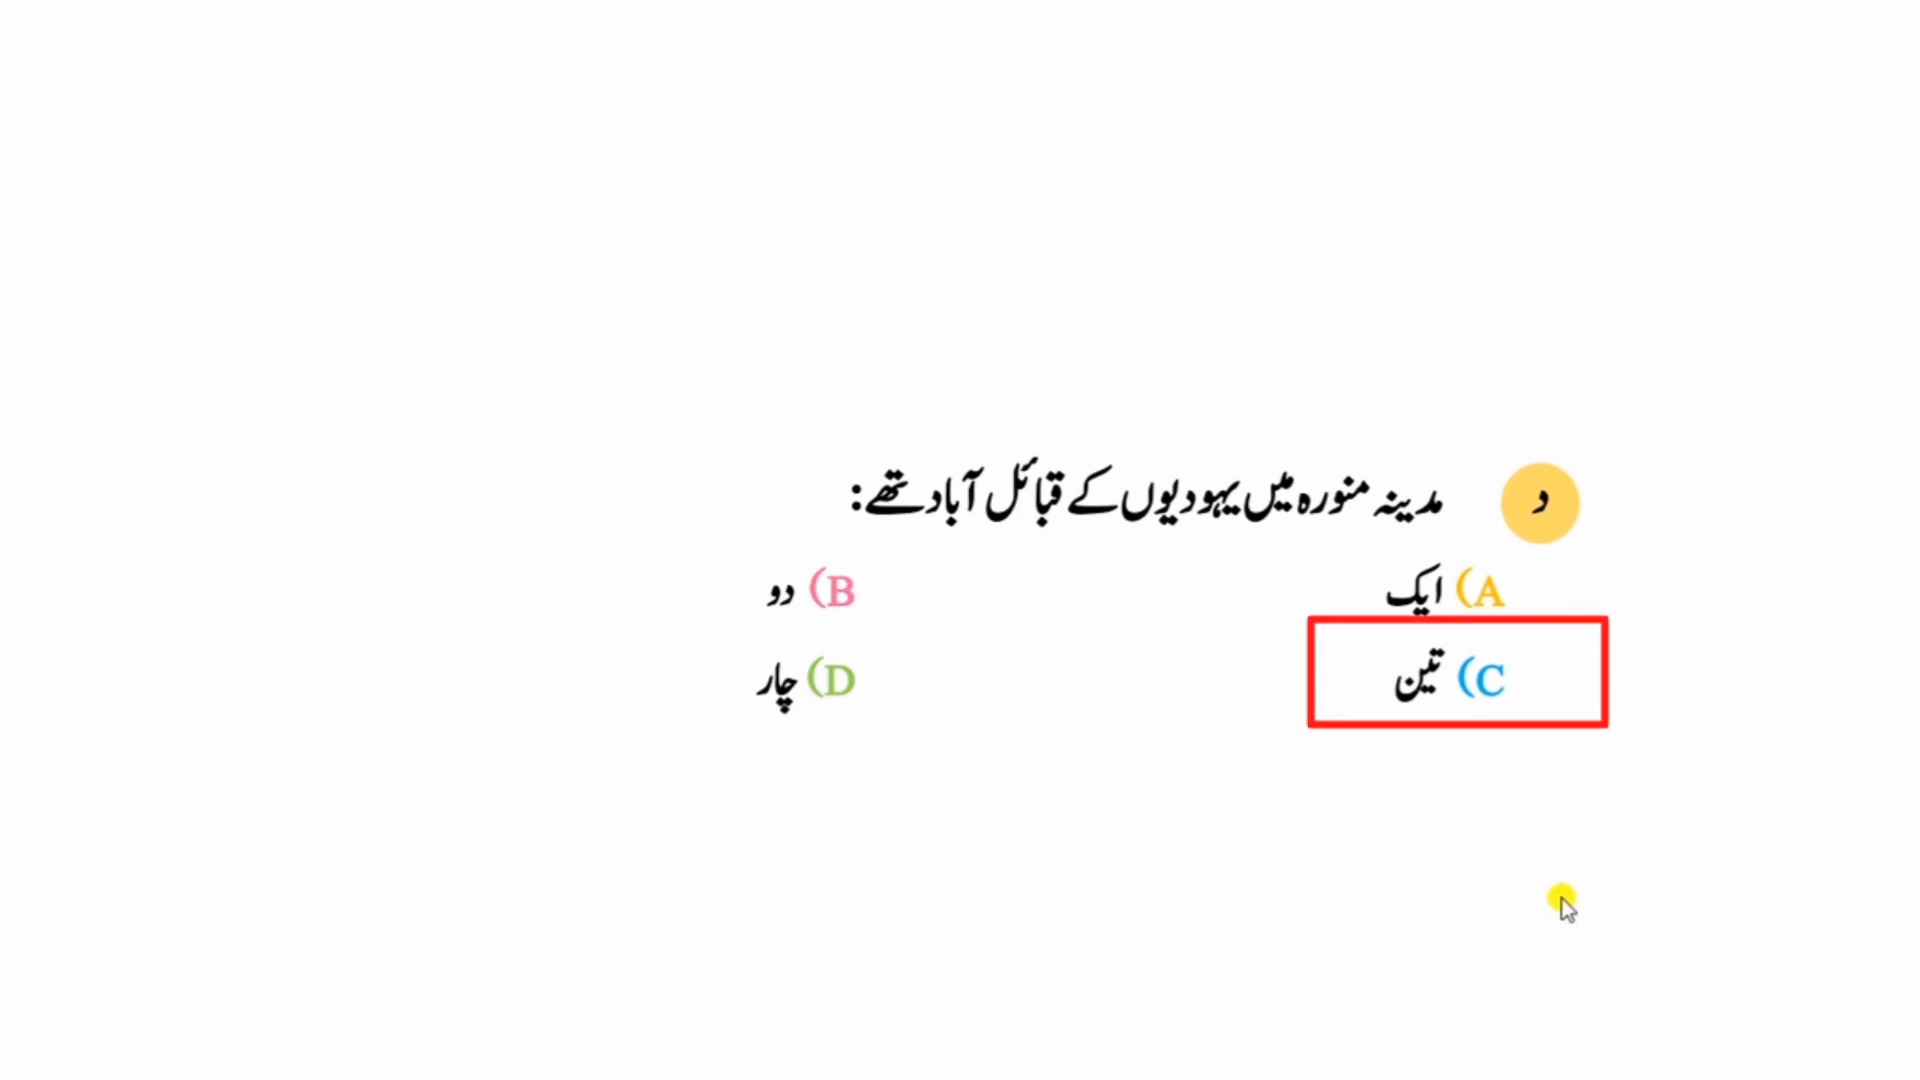 د مدینہ منورہ میں یہودیوں کے قبائل آباد تھے:
A) ایک B) دو
C) تین D) چار